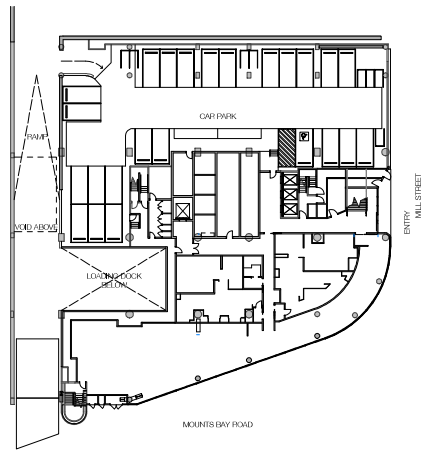 CAR PARK
RAMP
VOID ABOVE
ENTRY
MILL STREET
LOADING DOCK
BELOW
MOUNTS BAY ROAD